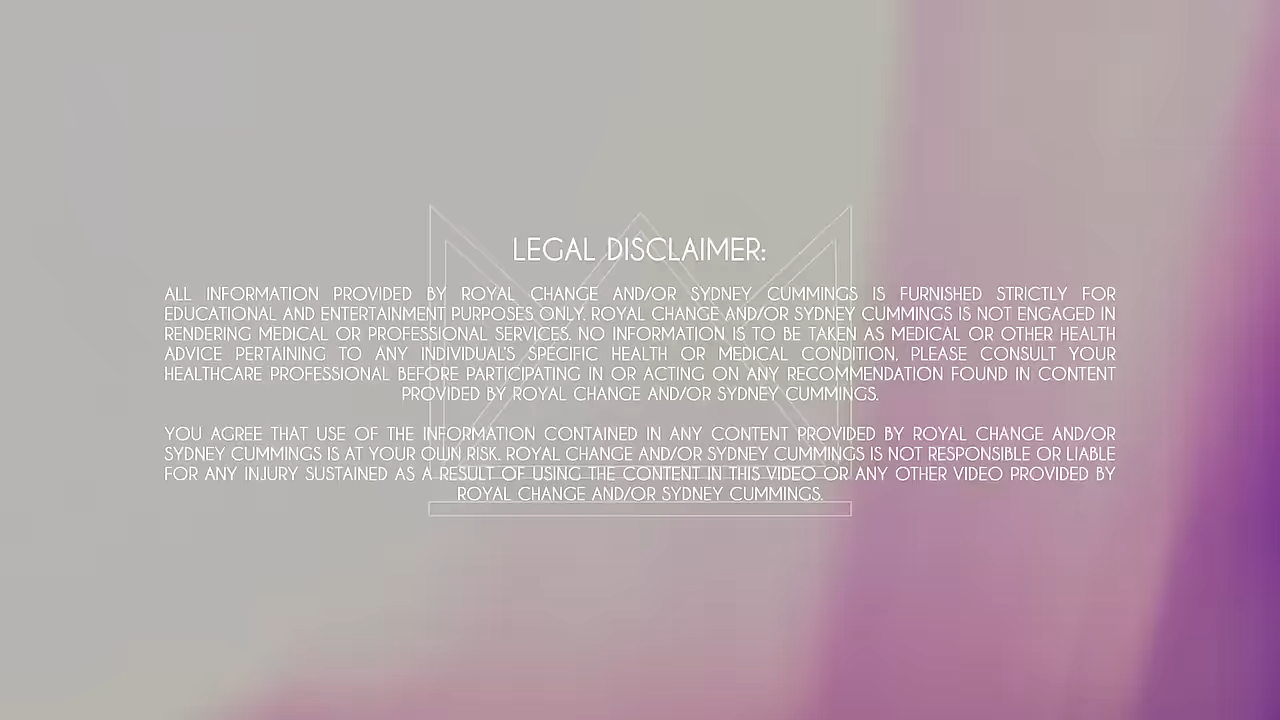 LEGAL DISCLAIMER:
ALL INFORMATION PROVIDED BY ROYAL CHANGE AND/OR SYDNEY CUMMINGS IS FURNISHED STRICTLY FOR
EDUCATIONAL AND ENTERTAINMENT PURPOSES ONLY. ROYAL CHANGE AND/OR SYDNEY CUMMINGS IS NOT ENGAGED IN
RENDERING MEDICAL OR PROFESSIONAL SERVICES. NO INFORMATION IS TO BE TAKEN AS MEDICAL OR OTHER HEALTH
ADVICE PERTAINING TO ANY INDIVIDUAL'S SPECIFIC HEALTH OR MEDICAL CONDITION, PLEASE CONSULT YOUR
HEALTHCARE PROFESSIONAL BEFORE PARTICIPATING IN OR ACTING ON ANY RECOMMENDATION FOUND IN CONTENT
PROVIDED BY ROYAL CHANGE AND/OR SYDNEY CUMMINGS.
YOU AGREE THAT USE OF THE INFORMATION CONTAINED IN ANY CONTENT PROVIDED BY ROYAL CHANGE AND/OR
SYDNEY CUMMINGS IS AT YOUR OWN RISK. ROYAL CHANGE AND/OR SYDNEY CUMMINGS IS NOT RESPONSIBLE OR LIABLE
FOR ANY INJURY SUSTAINED AS A RESULT OF USING THE CONTENT IN THIS VIDEO OR ANY OTHER VIDEO PROVIDED BY
ROYAL CHANGE AND/OR SYDNEY CUMMINGS.